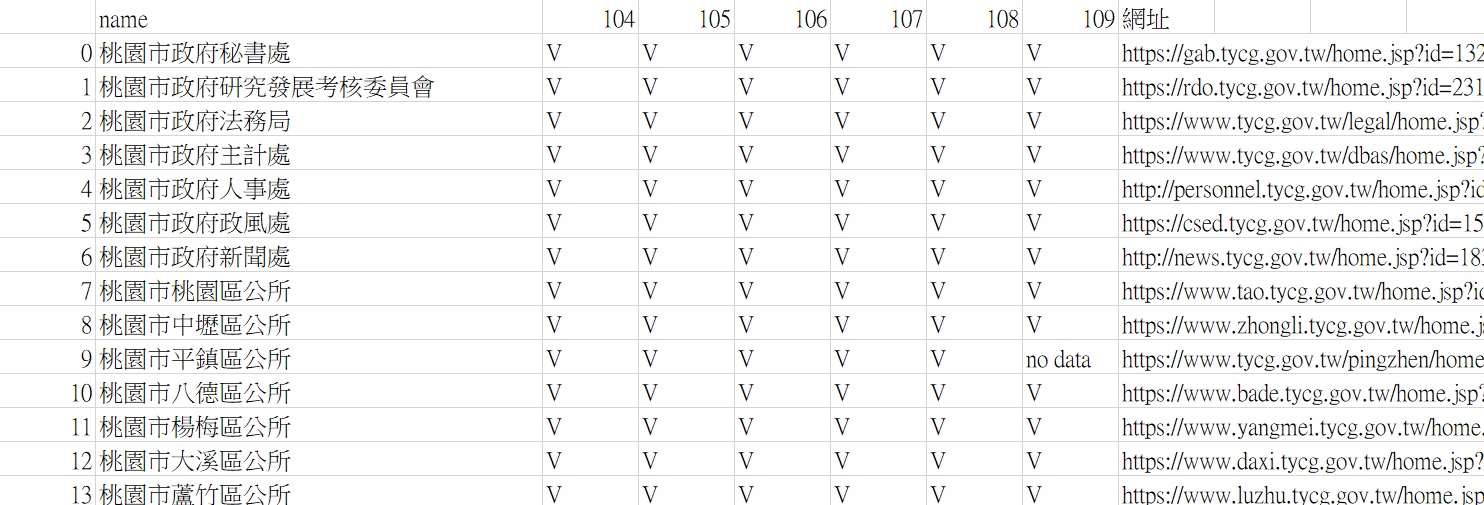 name 104 105 106 107 108 109 網址
0 桃園市政府秘書處 V V V V V V https://gab.tycg.gov.tw/home.jsp?id=132
1 桃園市政府研究發展考核委員會 V V V V V V https://rdo.tycg.gov.tw/home.jsp?id=231
2 桃園市政府法務局 V V V V V V https://www.tycg.gov.tw/legal/home.jsp?
3 桃園市政府主計處 V V V V V V https://www.tycg.gov.tw/dbas/home.jsp?
4 桃園市政府人事處 V V V V V V http://personnel.tycg.gov.tw/home.jsp?id
5 桃園市政府政風處 V V V V V V https://csed.tycg.gov.tw/home.jsp?id=15
6 桃園市政府新聞處 V V V V V V http://news.tycg.gov.tw/home.jsp?id=183
7 桃園市桃園區公所 V V V V V V https://www.tao.tycg.gov.tw/home.jsp?id
8 桃園市中壢區公所 V V V V V V https://www.zhongli.tycg.gov.tw/home.j
9 桃園市平鎮區公所 V V V V V no data https://www.tycg.gov.tw/pingzhen/home
10 桃園市八德區公所 V V V V V V https://www.bade.tycg.gov.tw/home.jsp?
11 桃園市楊梅區公所 V V V V V V https://www.yangmei.tycg.gov.tw/home.
12 桃園市大溪區公所 V V V V V V https://www.daxi.tycg.gov.tw/home.jsp?
13 桃園市蘆竹區公所 V V V V V V https://www.luzhu.tycg.gov.tw/home.jsp